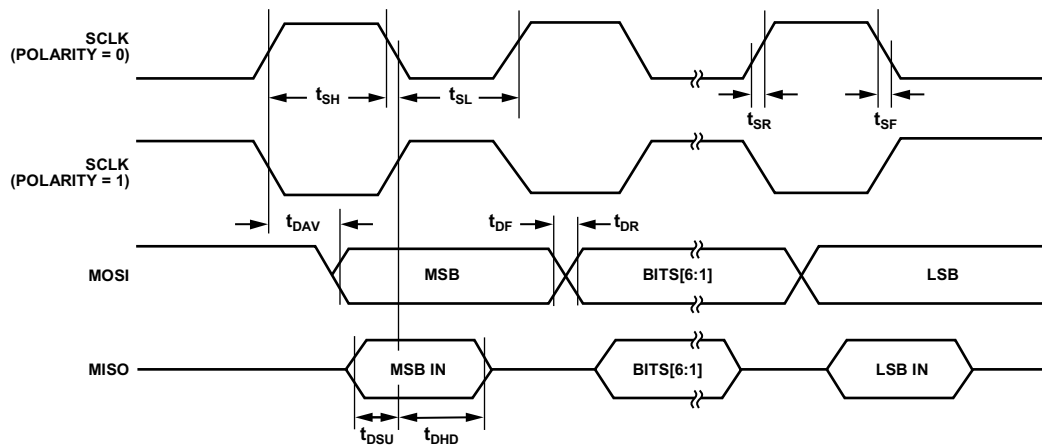 SCLK
(POLARITY = 0)
tSH
tSL
tSR
tSF
SCLK
(POLARITY = 1)
tDAV
tDF
tDR
MOSI
MSB
BITS[6:1]
LSB
MISO
MSB IN
BITS[6:1]
LSB IN
tDSU
tDHD